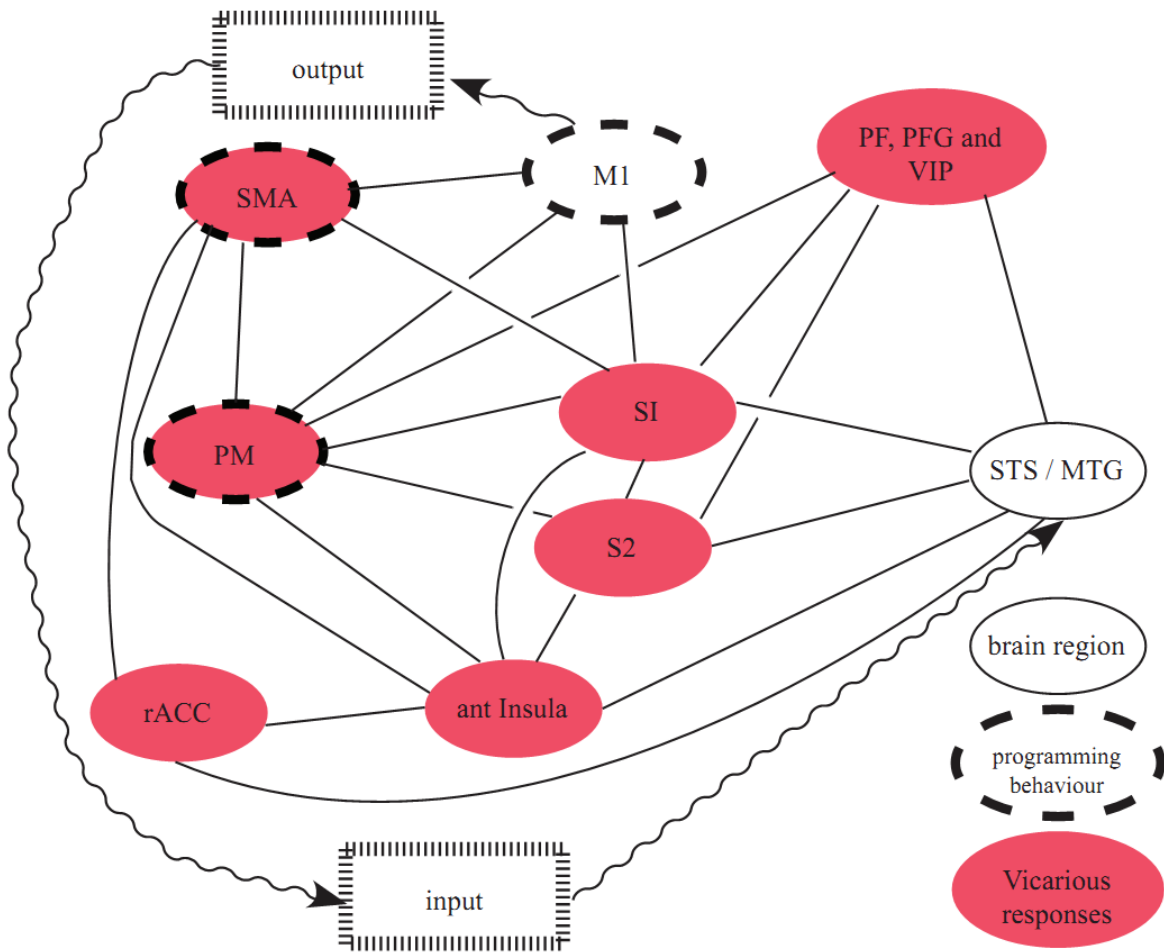 output
M1
PF, PFG and
VIP
SMA
SI
PM
STS / MTG
S2
brain region
rACC
ant Insula
programming
behaviour
input
Vicarious
responses